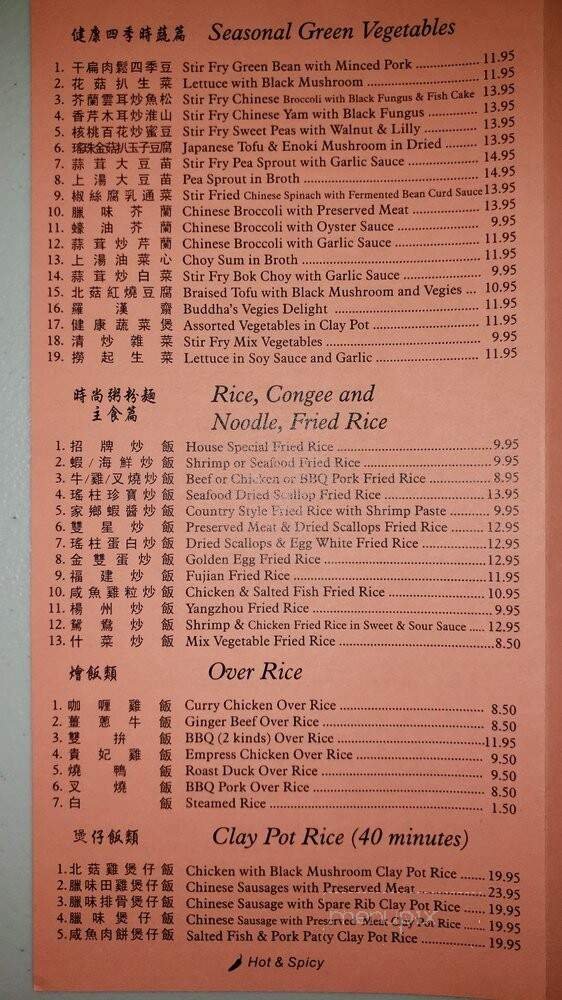 健康四季時蔬篇 Seasonal Green Vegetables
1. 干扁肉鬆四季豆 Stir Fry Green Bean with Minced Pork 11.95
2. 花菇扒生菜 Lettuce with Black Mushroom 11.95
3. 芥蘭雲耳炒魚松 Stir Fry Chinese Broccoli with Black Fungus & Fish Cake 13.95
4. 香芹木耳炒淮山 Stir Fry Chinese Yam with Black Fungus 13.95
5. 核桃百花炒蜜豆 Stir Fry Sweet Peas with Walnut & Lilly 13.95
6. 瑤珠金菇扒玉子豆腐 Japanese Tofu & Enoki Mushroom in Dried 13.95
7. 蒜茸大豆苗 Stir Fry Pea Sprout with Garlic Sauce 14.95
8. 上湯大豆苗 Pea Sprout in Broth 14.95
9. 椒絲腐乳通菜 Stir Fried Chinese Spinach with Fermented Bean Curd Sauce 13.95
10. 臘味芥蘭 Chinese Broccoli with Preserved Meat 13.95
11. 蠔油芥蘭 Chinese Broccoli with Oyster Sauce 9.95
12. 蒜茸炒芹蘭 Chinese Broccoli with Garlic Sauce 11.95
13. 上湯油菜心 Choy Sum in Broth 11.95
14. 蒜茸炒白菜 Stir Fry Bok Choy with Garlic Sauce 9.95
15. 北菇紅燒豆腐 Braised Tofu with Black Mushroom and Vegies 10.95
16. 羅漢齋 Buddha's Vegies Delight 11.95
17. 健康蔬菜煲 Assorted Vegetables in Clay Pot 11.95
18. 清炒雜菜 Stir Fry Mix Vegetables 9.95
19. 撈起生菜 Lettuce in Soy Sauce and Garlic 11.95
時尚粥粉麵 Rice, Congee and
主食篇 Noodle, Fried Rice
1. 招牌炒飯 House Special Fried Rice 9.95
2. 蝦/海鮮炒飯 Shrimp or Seafood Fried Rice 9.95
3. 牛/雞/叉燒炒飯 Beef or Chicken or BBQ Pork Fried Rice 8.95
4. 瑤柱珍寶炒飯 Seafood Dried Scallop Fried Rice 13.95
5. 家鄉蝦醬炒飯 Country Style Fried Rice with Shrimp Paste 9.95
6. 雙星炒飯 Preserved Meat & Dried Scallops Fried Rice 12.95
7. 瑤柱蛋白炒飯 Dried Scallops & Egg White Fried Rice 12.95
8. 金雙蛋炒飯 Golden Egg Fried Rice 12.95
9. 福建炒飯 Fujian Fried Rice 11.95
10. 咸魚雞粒炒飯 Chicken & Salted Fish Fried Rice 10.95
11. 楊州炒飯 Yangzhou Fried Rice 9.95
12. 鴛鴦炒飯 Shrimp & Chicken Fried Rice in Sweet & Sour Sauce 12.95
13. 什菜炒飯 Mix Vegetable Fried Rice 8.50
燴飯類 Over Rice
1. 咖喱雞飯 Curry Chicken Over Rice 8.50
2. 薑蔥牛飯 Ginger Beef Over Rice 8.50
3. 雙拚飯 BBQ (2 kinds) Over Rice 11.95
4. 貴妃雞飯 Empress Chicken Over Rice 9.50
5. 燒鴨飯 Roast Duck Over Rice 9.50
6. 叉燒飯 BBQ Pork Over Rice 8.50
7. 白飯 Steamed Rice 1.50
煲仔飯類 Clay Pot Rice (40 minutes)
1. 北菇雞煲仔飯 Chicken with Black Mushroom Clay Pot Rice 19.95
2. 臘味田雞煲仔飯 Chinese Sausages with Preserved Meat 23.95
3. 臘味排骨煲仔飯 Chinese Sausage with Spare Rib Clay Pot Rice 19.95
4. 臘味煲仔飯 Chinese Sausage with Preserved Meat Clay Pot Rice 19.95
5. 咸魚肉餅煲仔飯 Salted Fish & Pork Patty Clay Pot Rice 19.95
Hot & Spicy
menupix